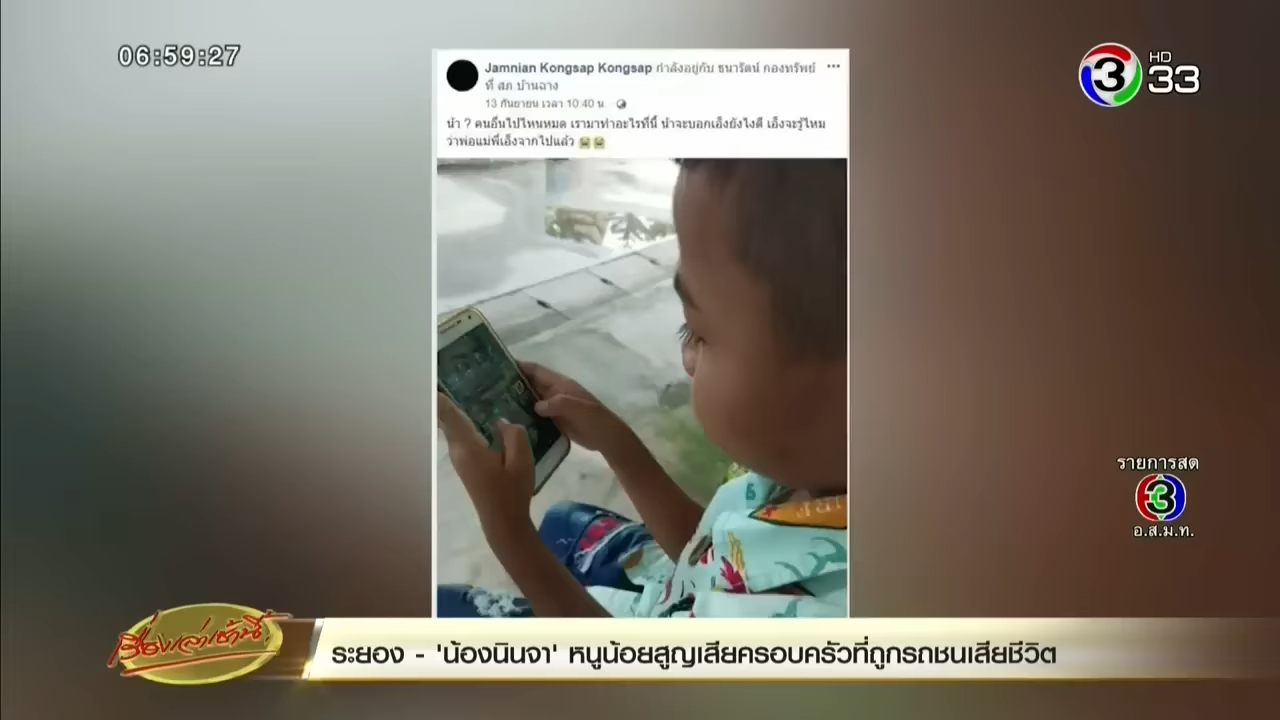 06:59:27
3 HD 33
Jamnian Kongsap Kongsap กำลังอยู่กับ ธนารัตน์ กองทรัพย์
ที่ สภ บ้านฉาง
13 กันยายน เวลา 10:40 น.
น้า ? คนอื่นไปไหนหมด เรามาทำอะไรที่นี้ น้าจะบอกเอ็งยังไงดี เอ็งจะรู้ไหม
ว่าพ่อแม่พี่เอ็งจากไปแล้ว 😭😭
รายการสด
3
อ.ส.ม.ท.
เรื่องเล่าเช้านี้
ระยอง - 'น้องนินจา' หนูน้อยสูญเสียครอบครัวที่ถูกรถชนเสียชีวิต